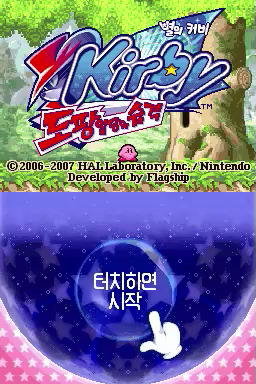 별의 커비
Kirby
도팡일당의 습격
TM
©2006-2007 HAL Laboratory, Inc. / Nintendo
Developed by Flagship
터치하면
시작